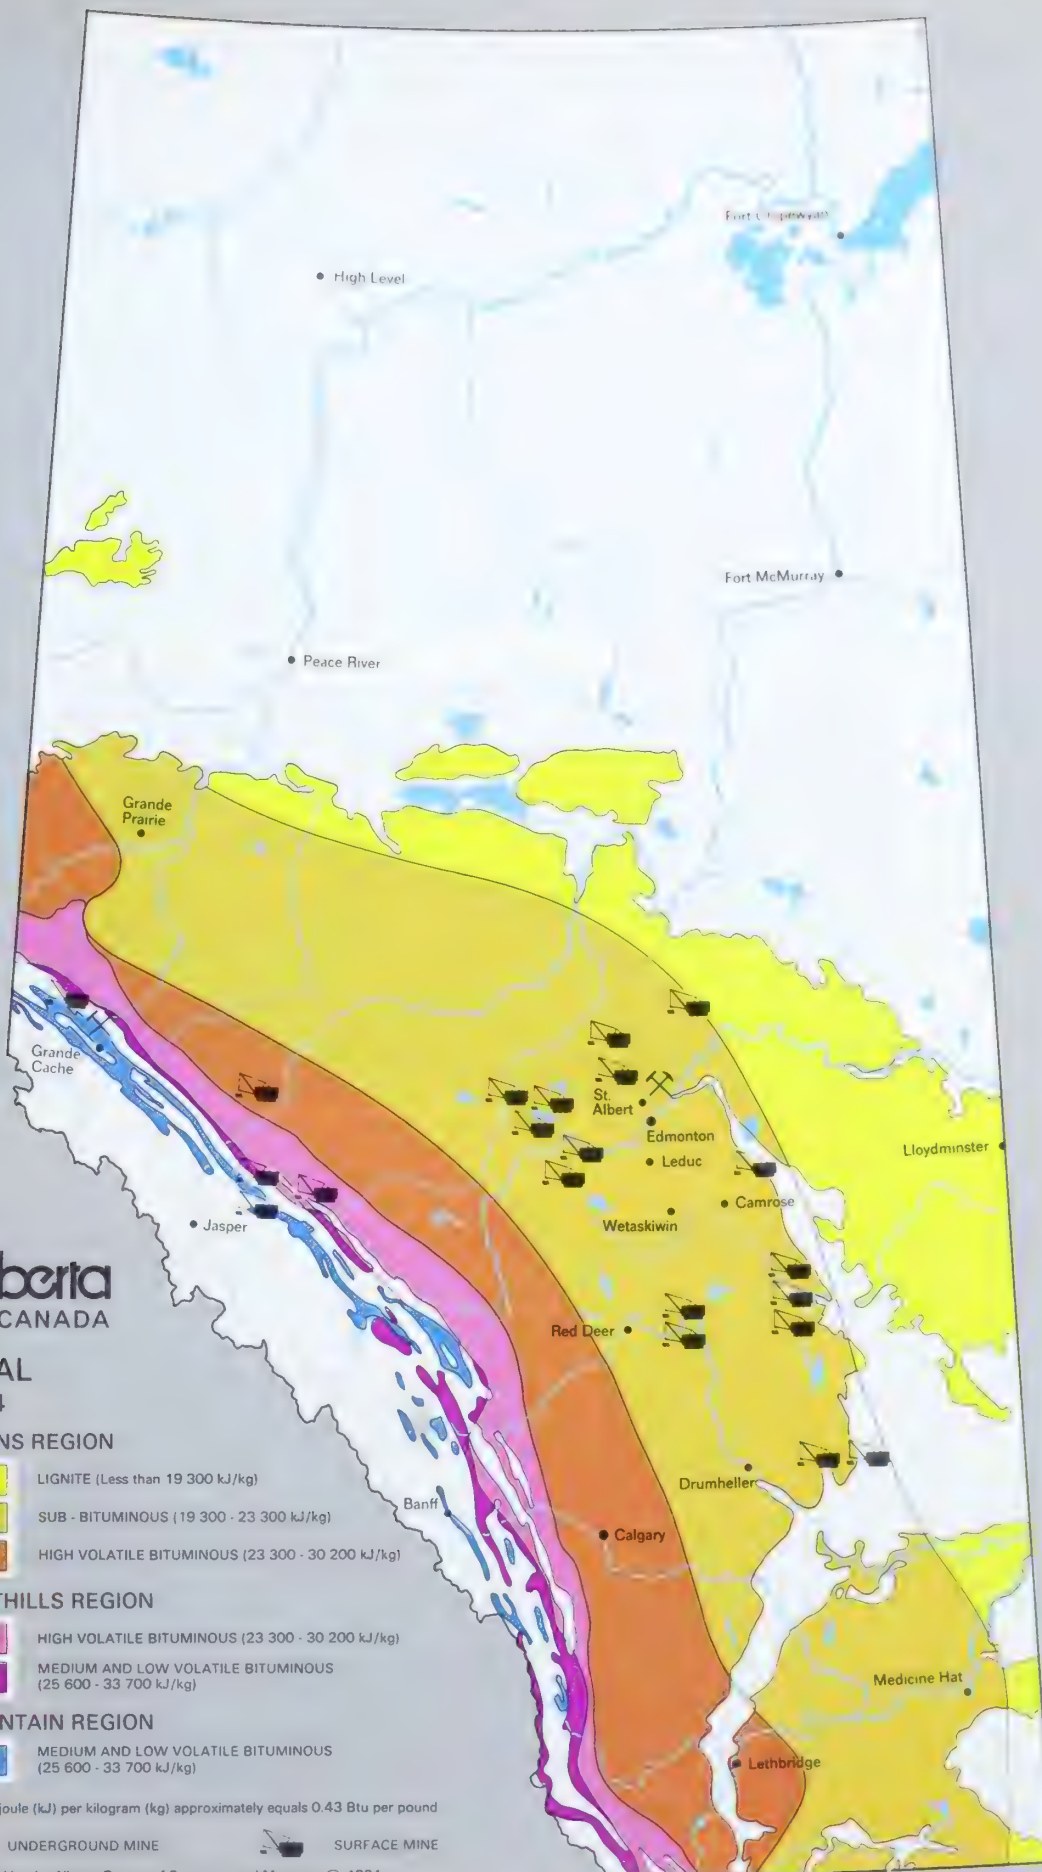 High Level
Fort McMurray
Peace River
Grande
Prairie
Grande
Cache
St.
Albert
Edmonton
Leduc
Lloydminster
Camrose
Wetaskiwin
Jasper
Red Deer
berta
CANADA
AL
4
NS REGION
LIGNITE (Less than 19 300 kJ/kg)
SUB - BITUMINOUS (19 300 - 23 300 kJ/kg)
HIGH VOLATILE BITUMINOUS (23 300 - 30 200 kJ/kg)
Drumheller
Banff
Calgary
THILLS REGION
HIGH VOLATILE BITUMINOUS (23 300 - 30 200 kJ/kg)
MEDIUM AND LOW VOLATILE BITUMINOUS
(25 600 - 33 700 kJ/kg)
Medicine Hat
NTAIN REGION
MEDIUM AND LOW VOLATILE BITUMINOUS
(25 600 - 33 700 kJ/kg)
Lethbridge
joule (kJ) per kilogram (kg) approximately equals 0.43 Btu per pound
UNDERGROUND MINE
SURFACE MINE